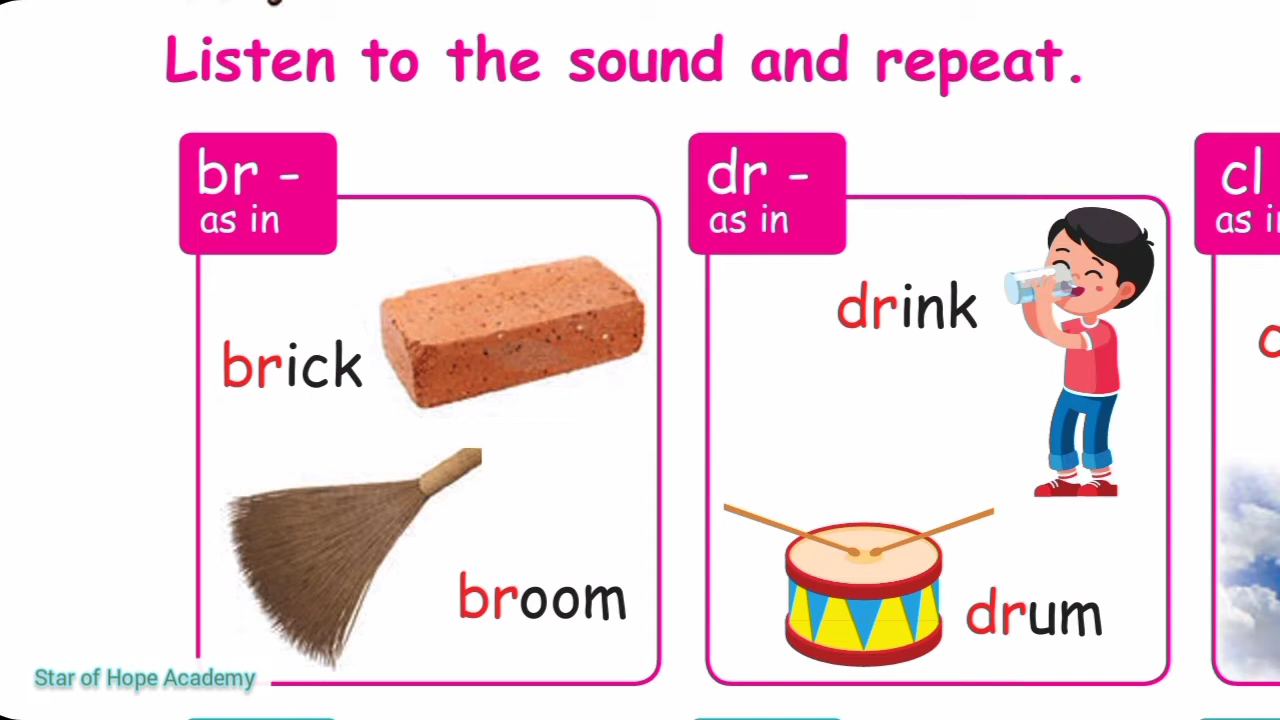 Listen to the sound and repeat.
br -
as in
brick
broom
dr -
as in
drink
drum
cl
as
Star of Hope Academy